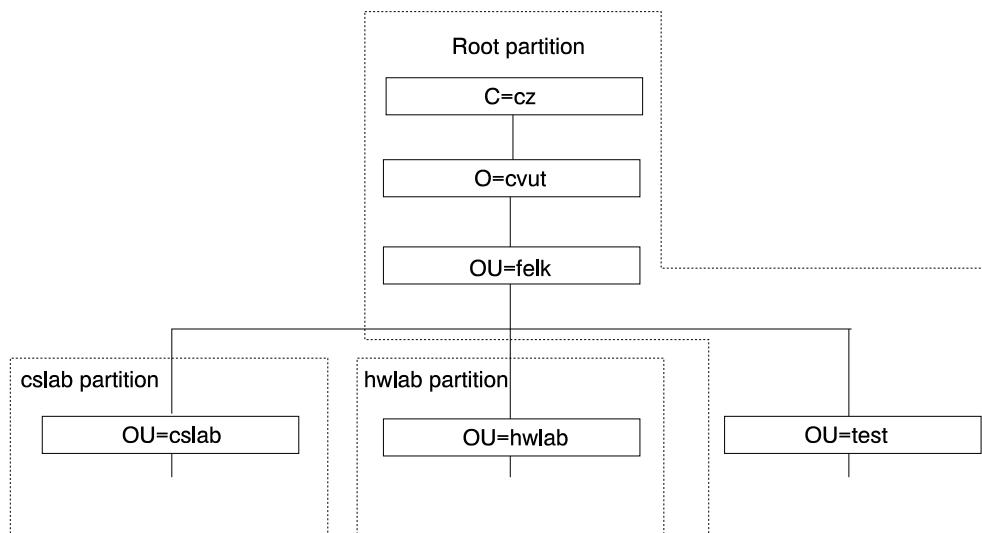 Root partition
C=cz
O=cvut
OU=felk
cslab partition
hwlab partition
OU=cslab
OU=hwlab
OU=test